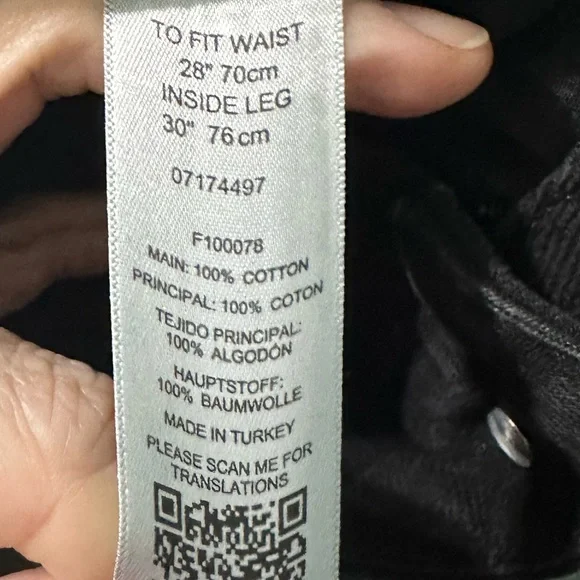 TO FIT WAIST
28" 70cm
INSIDE LEG
30" 76cm
07174497
F100078
MAIN: 100% COTTON
PRINCIPAL: 100% COTON
TEJIDO PRINCIPAL:
100% ALGODÓN
HAUPTSTOFF:
100% BAUMWOLLE
MADE IN TURKEY
PLEASE SCAN ME FOR
TRANSLATIONS